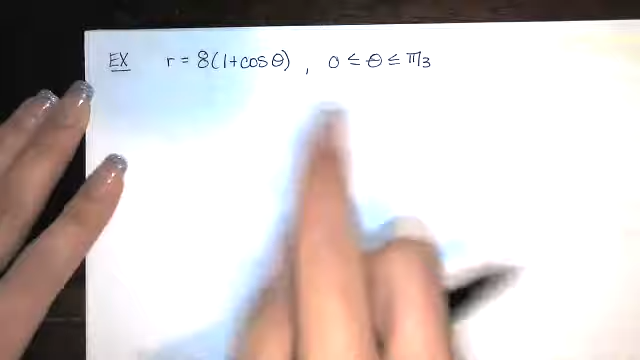 EX r = 8(1+cosθ) , 0 ≤ θ ≤ π/3